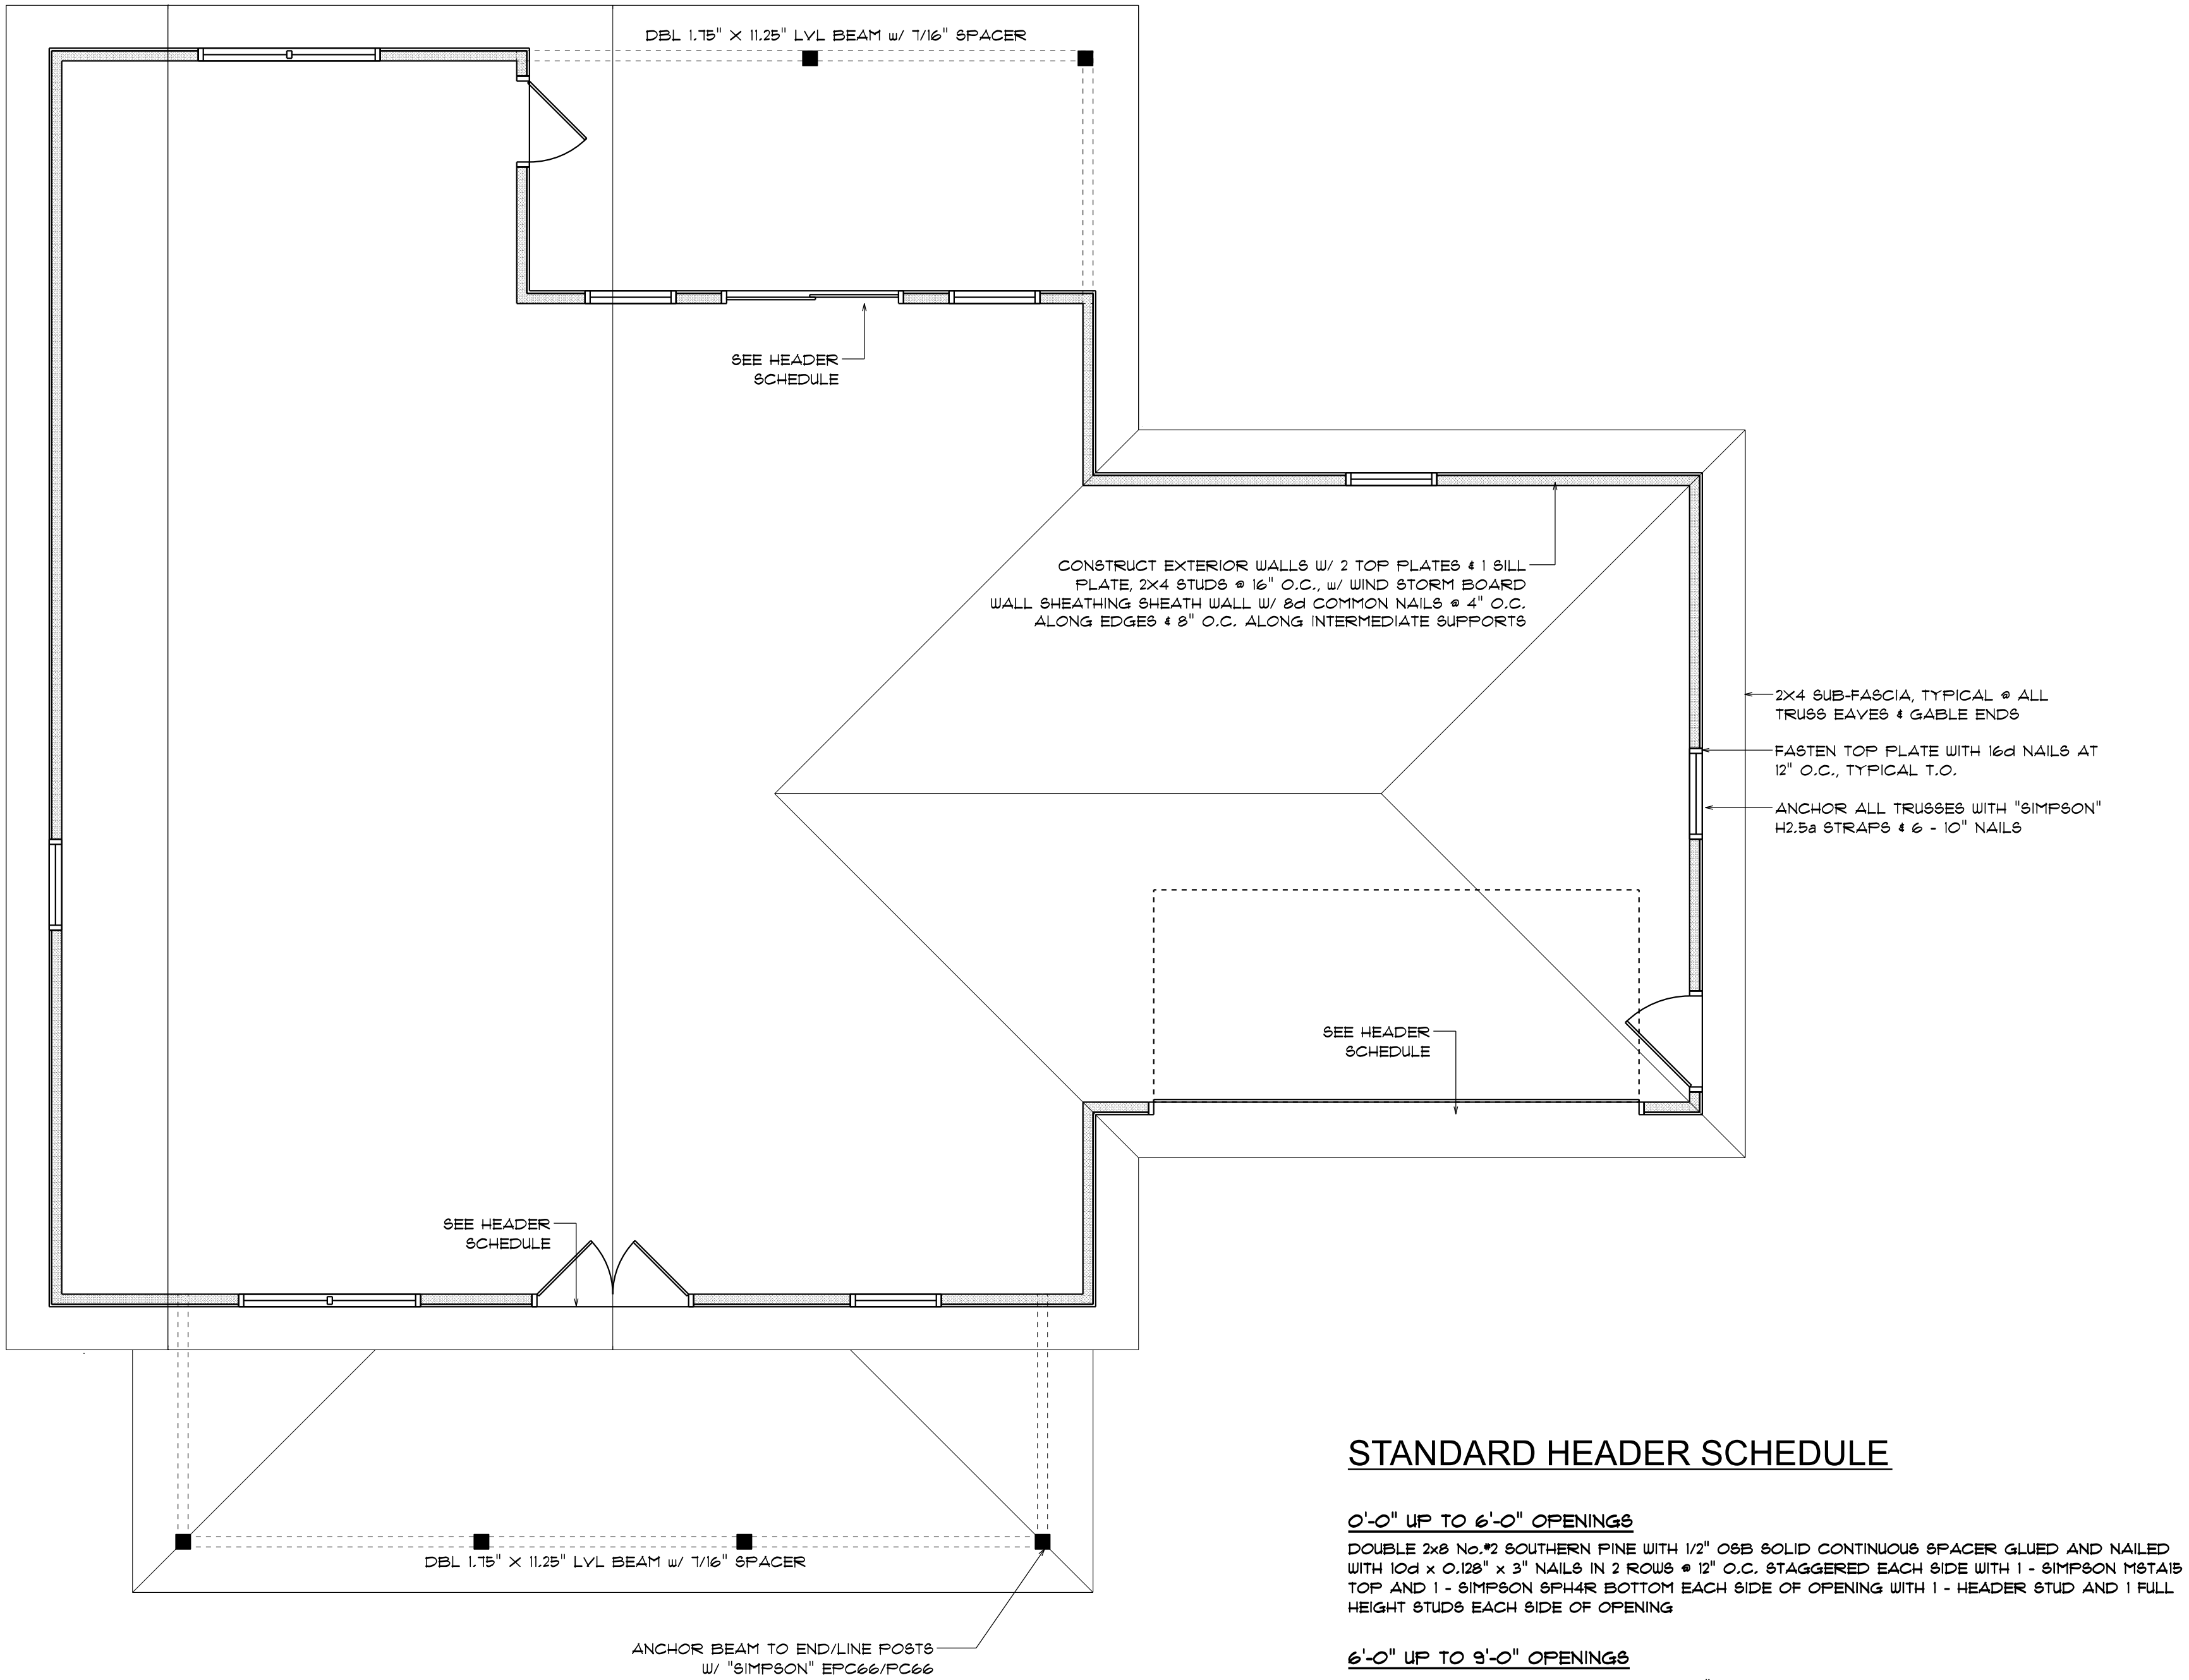 DBL 1.75" X 11.25" LVL BEAM w/ 7/16" SPACER
SEE HEADER
SCHEDULE
CONSTRUCT EXTERIOR WALLS W/ 2 TOP PLATES & 1 SILL
PLATE, 2X4 STUDS @ 16" O.C., w/ WIND STORM BOARD
WALL SHEATHING SHEATH WALL W/ 8d COMMON NAILS @ 4" O.C.
ALONG EDGES & 8" O.C. ALONG INTERMEDIATE SUPPORTS
2X4 SUB-FASCIA, TYPICAL @ ALL
TRUSS EAVES & GABLE ENDS
FASTEN TOP PLATE WITH 16d NAILS AT
12" O.C., TYPICAL T.O.
ANCHOR ALL TRUSSES WITH "SIMPSON"
H2.5a STRAPS & 6 - 10" NAILS
SEE HEADER
SCHEDULE
SEE HEADER
SCHEDULE
DBL 1.75" X 11.25" LVL BEAM w/ 7/16" SPACER
ANCHOR BEAM TO END/LINE POSTS
W/ "SIMPSON" EPC66/PC66
STANDARD HEADER SCHEDULE
0'-0" UP TO 6'-0" OPENINGS
DOUBLE 2x8 No.#2 SOUTHERN PINE WITH 1/2" OSB SOLID CONTINUOUS SPACER GLUED AND NAILED
WITH 10d x 0.128" x 3" NAILS IN 2 ROWS @ 12" O.C. STAGGERED EACH SIDE WITH 1 - SIMPSON MSTA15
TOP AND 1 - SIMPSON SPH4R BOTTOM EACH SIDE OF OPENING WITH 1 - HEADER STUD AND 1 FULL
HEIGHT STUDS EACH SIDE OF OPENING
6'-0" UP TO 9'-0" OPENINGS